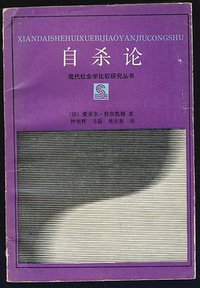 XIANDAISHEHUIXUEBIJIAOYANJIUCONGSHU
自杀论
现代社会学比较研究丛书
〔法〕爱米尔·杜尔凯姆 著
钟旭辉 马磊 林庆新 译